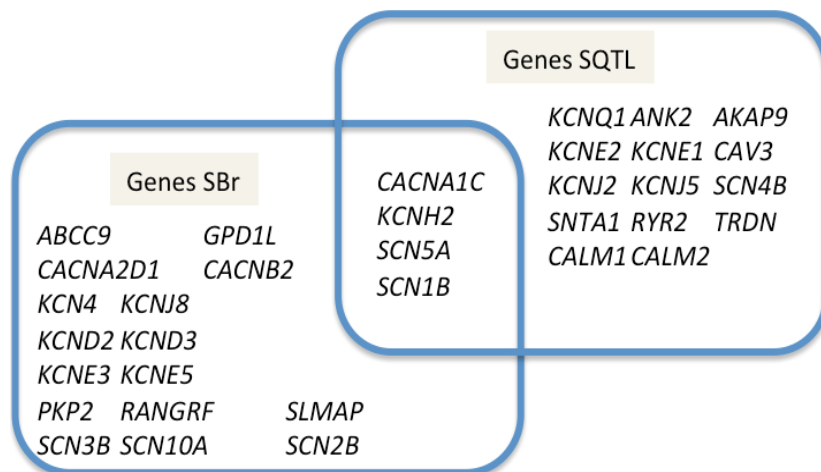 Genes SQTL
KCNQ1 ANK2 AKAP9
KCNE2 KCNE1 CAV3
KCNJ2 KCNJ5 SCN4B
SNTA1 RYR2 TRDN
CALM1 CALM2
CACNA1C
KCNH2
SCN5A
SCN1B
Genes SBr
ABCC9 GPD1L
CACNA2D1 CACNB2
KCN4 KCNJ8
KCND2 KCND3
KCNE3 KCNE5
PKP2 RANGRF SLMAP
SCN3B SCN10A SCN2B